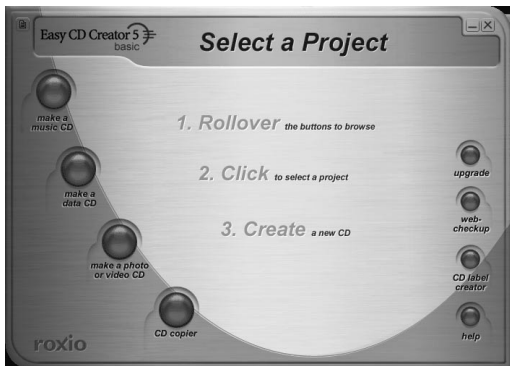 Easy CD Creator 5
basic
Select a Project
make a
music CD
1. Rollover the buttons to browse
make a
data CD
2. Click to select a project
make a photo
or video CD
3. Create a new CD
CD copier
upgrade
web-
checkup
CD label
creator
help
roxio